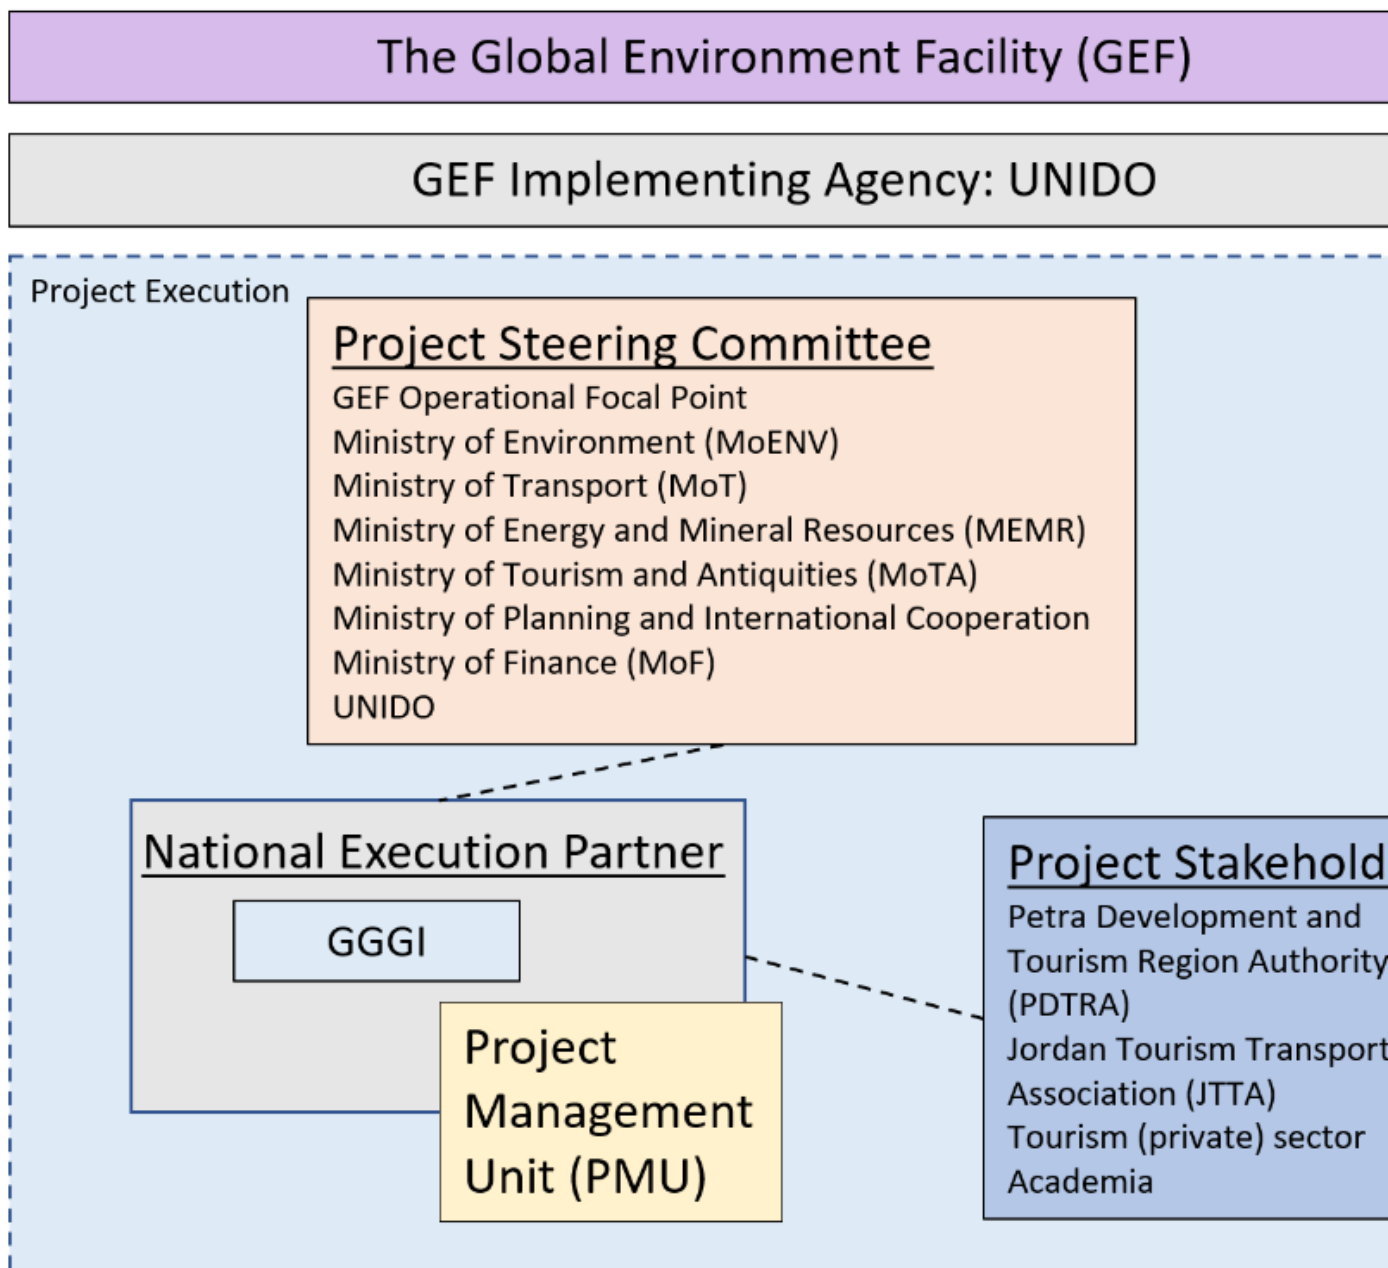 The Global Environment Facility (GEF)
GEF Implementing Agency: UNIDO
Project Execution
Project Steering Committee
GEF Operational Focal Point
Ministry of Environment (MoENV)
Ministry of Transport (MoT)
Ministry of Energy and Mineral Resources (MEMR)
Ministry of Tourism and Antiquities (MoTA)
Ministry of Planning and International Cooperation
Ministry of Finance (MoF)
UNIDO
National Execution Partner
GGGI
Project
Management
Unit (PMU)
Project Stakehold
Petra Development and
Tourism Region Authority
(PDTRA)
Jordan Tourism Transport
Association (JTTA)
Tourism (private) sector
Academia